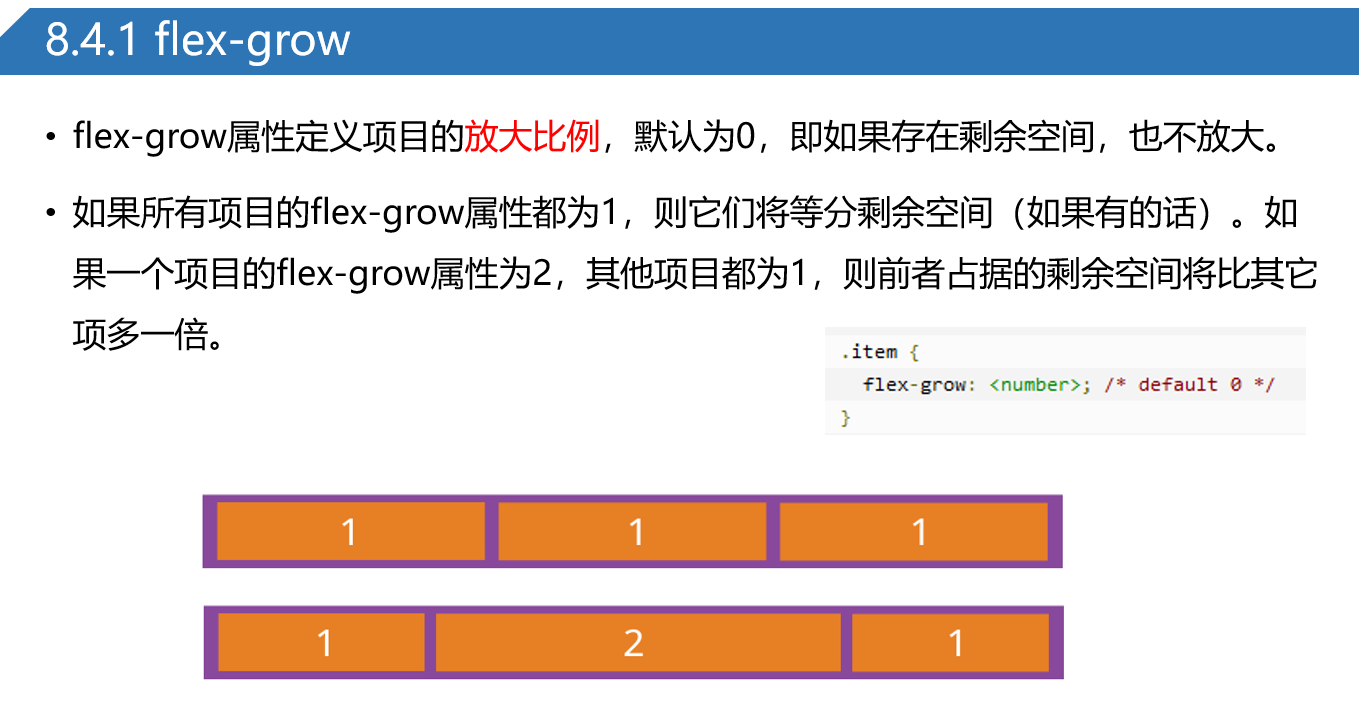 8.4.1 flex-grow
• flex-grow属性定义项目的放大比例，默认为0，即如果存在剩余空间，也不放大。
• 如果所有项目的flex-grow属性都为1，则它们将等分剩余空间（如果有的话）。如
果一个项目的flex-grow属性为2，其他项目都为1，则前者占据的剩余空间将比其它
项多一倍。
.item {
  flex-grow: <number>; /* default 0 */
}
1 1 1
1 2 1